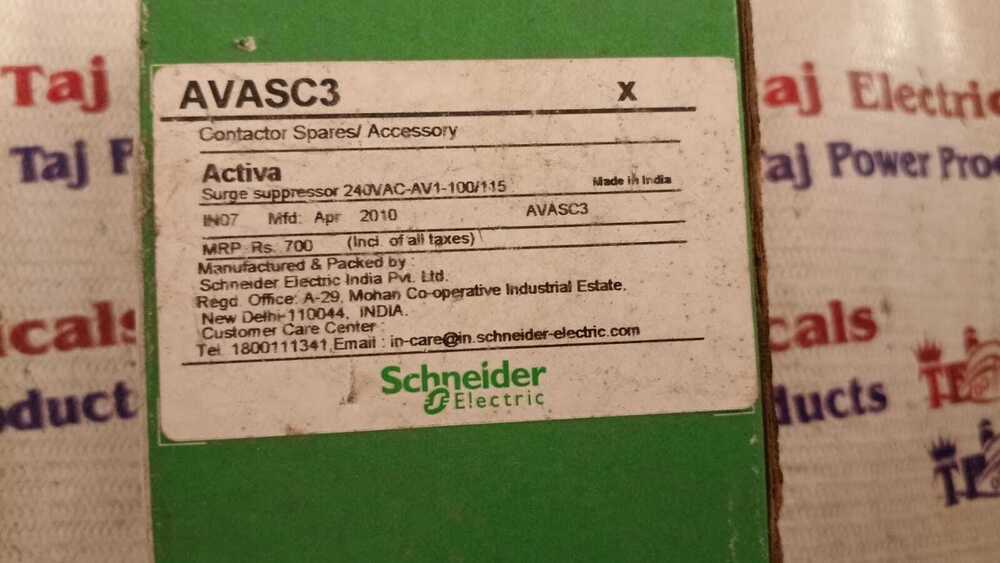 AVASC3 X
Contactor Spares/ Accessory
Activa
Surge suppressor 240VAC-AV1-100/115 Made in India
IN07 Mfd: Apr 2010 AVASC3
MRP Rs. 700 (Incl. of all taxes)
Manufactured & Packed by :
Schneider Electric India Pvt. Ltd.
Regd. Office: A-29, Mohan Co-operative Industrial Estate,
New Delhi-110044, INDIA.
Customer Care Center :
Tel. 1800111341,Email : in-care@in.schneider-electric.com
Schneider
Electric
Taj
Taj P
icals
oducts
aj Electric
aj Power Prod
cals
ducts